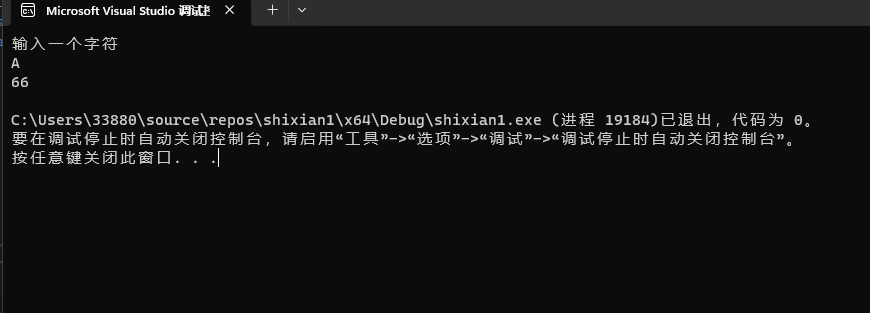 Microsoft Visual Studio 调试
输入一个字符
A
66
C:\Users\33880\source\repos\shixian1\x64\Debug\shixian1.exe (进程 19184)已退出，代码为 0。
要在调试停止时自动关闭控制台，请启用“工具”->“选项”->“调试”->“调试停止时自动关闭控制台”。
按任意键关闭此窗口. . .